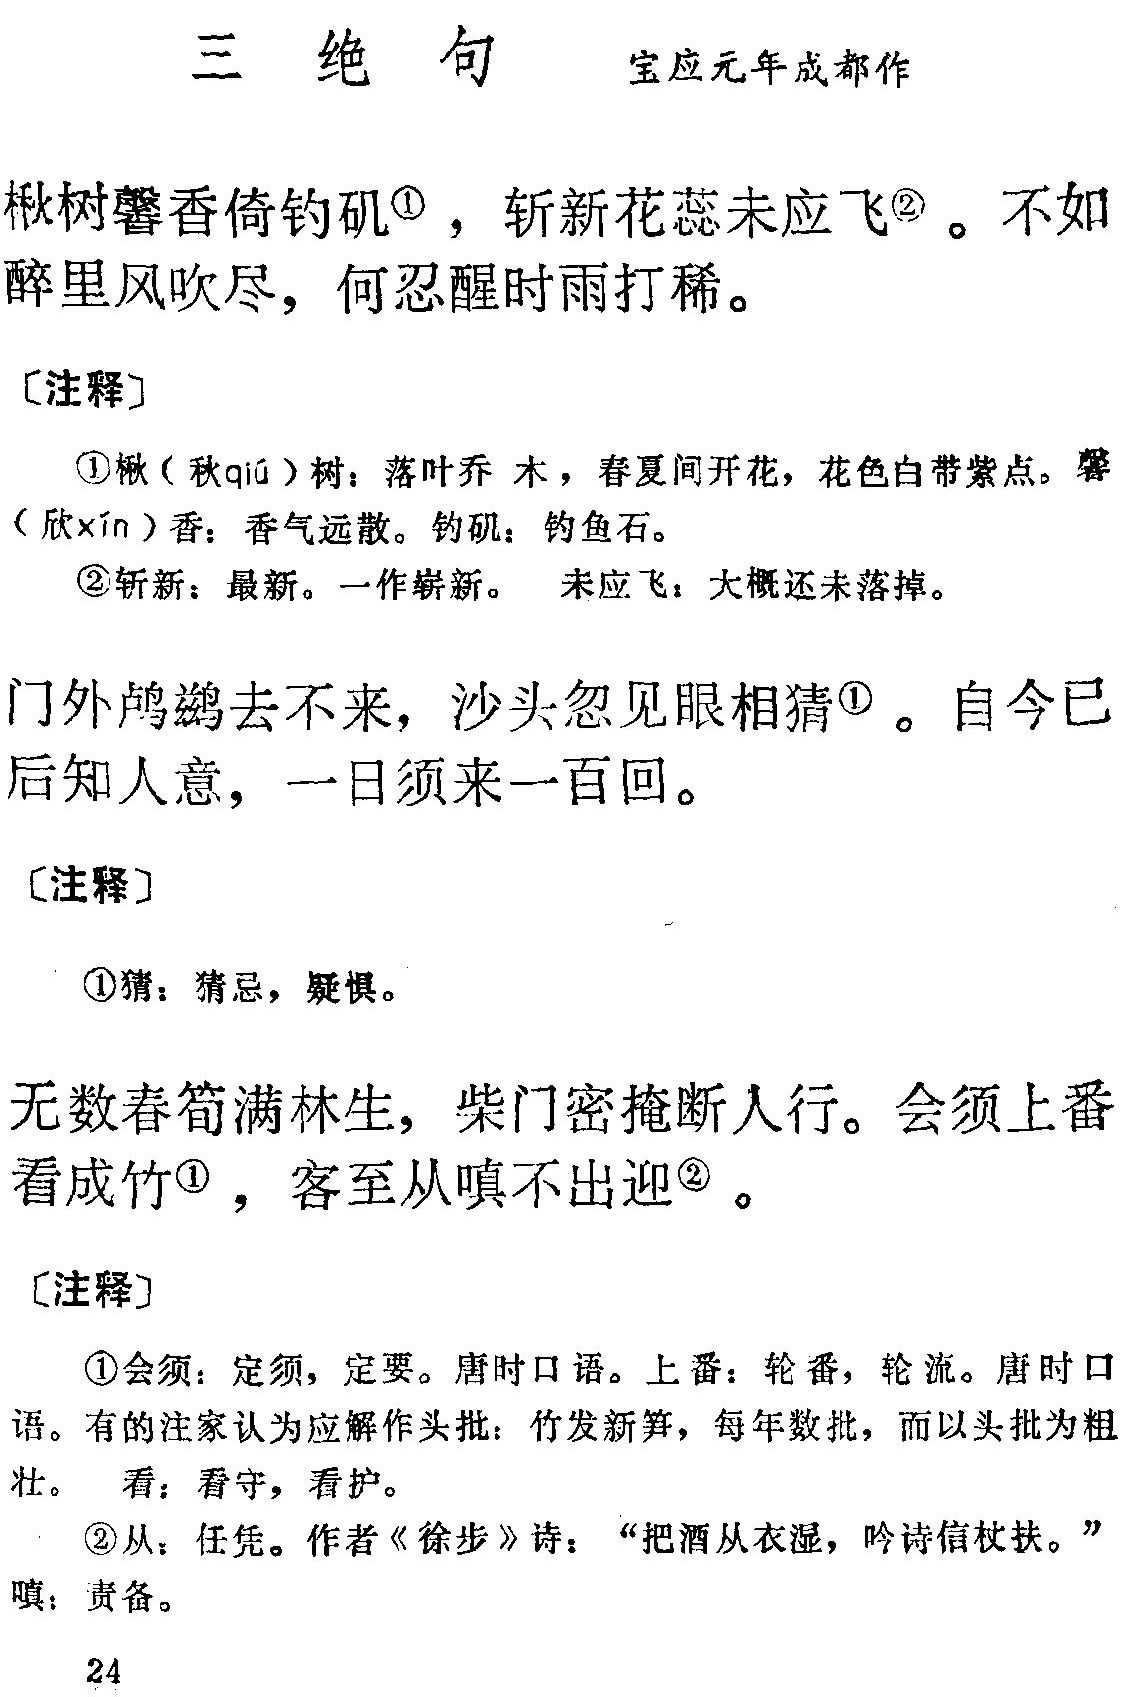 三绝句 宝应元年成都作
楸树馨香倚钓矶①，斩新花蕊未应飞②。不如
醉里风吹尽，何忍醒时雨打稀。
〔注释〕
①楸（秋qiú）树：落叶乔木，春夏间开花，花色白带紫点。馨
（欣xīn）香：香气远散。钓矶：钓鱼石。
②斩新：最新。一作崭新。 未应飞：大概还未落掉。
门外鸬鹚去不来，沙头忽见眼相猜①。自今已
后知人意，一日须来一百回。
〔注释〕
①猜：猜忌，疑惧。
无数春筍满林生，柴门密掩断人行。会须上番
看成竹①，客至从嗔不出迎②。
〔注释〕
①会须：定须，定要。唐时口语。上番：轮番，轮流。唐时口
语。有的注家认为应解作头批：竹发新笋，每年数批，而以头批为粗
壮。 看：看守，看护。
②从：任凭。作者《徐步》诗：“把酒从衣湿，吟诗信杖扶。”
嗔：责备。
24